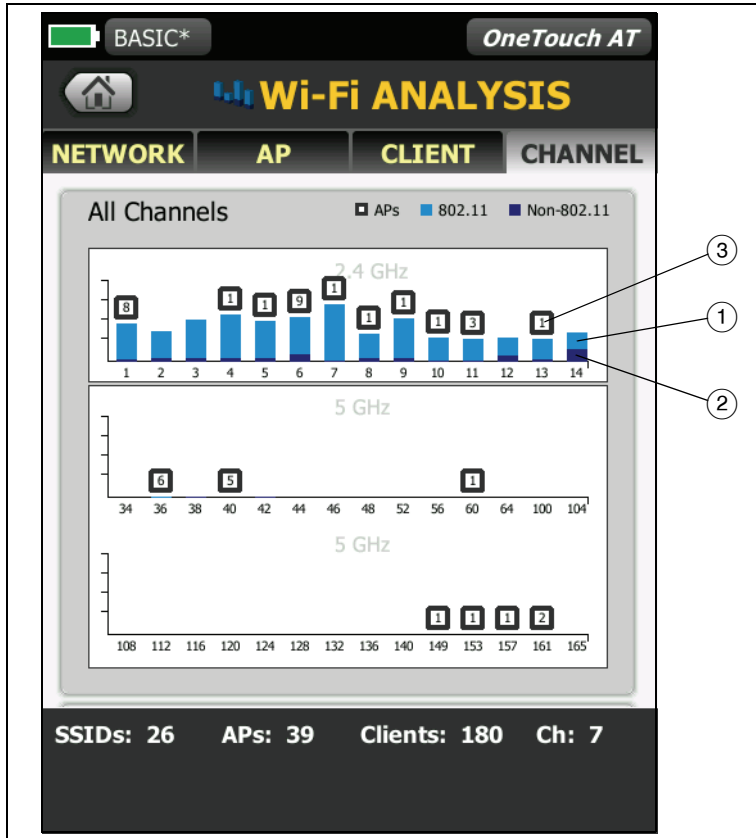 BASIC*
OneTouch AT
Wi-Fi ANALYSIS
NETWORK AP CLIENT CHANNEL
All Channels
APs 802.11 Non-802.11
2.4 GHz
8 1 1 9 1 1 1 1 3 1
1 2 3 4 5 6 7 8 9 10 11 12 13 14
5 GHz
6 5 1
34 36 38 40 42 44 46 48 52 56 60 64 100 104
5 GHz
1 1 1 2
108 112 116 120 124 128 132 136 140 149 153 157 161 165
SSIDs: 26 APs: 39 Clients: 180 Ch: 7
3
1
2